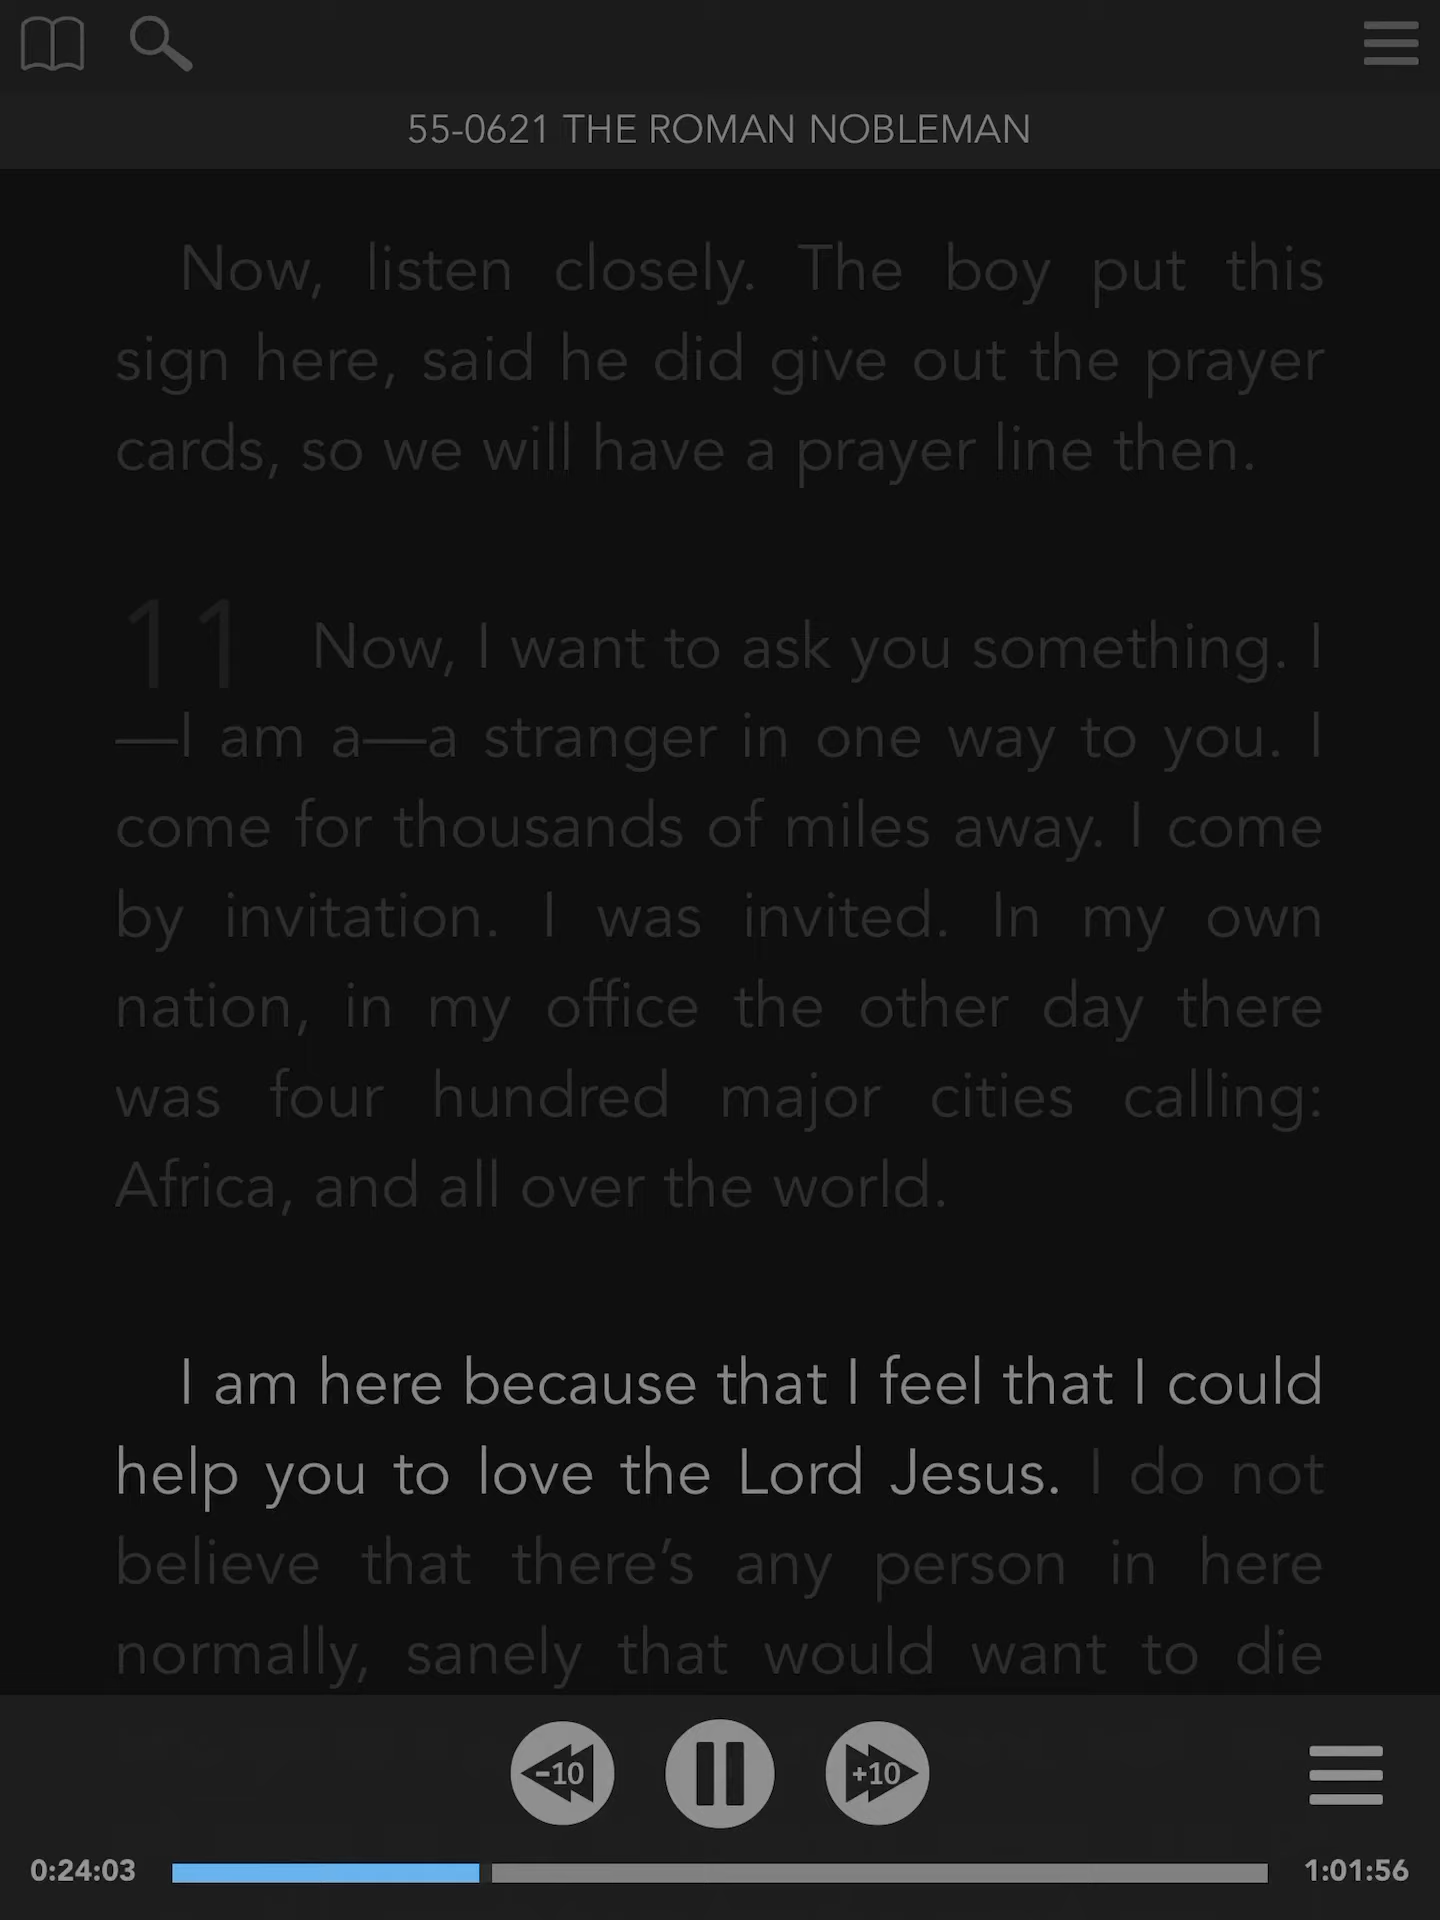 55-0621 THE ROMAN NOBLEMAN
Now, listen closely. The boy put this
sign here, said he did give out the prayer
cards, so we will have a prayer line then.
11 Now, I want to ask you something. I
—I am a—a stranger in one way to you. I
come for thousands of miles away. I come
by invitation. I was invited. In my own
nation, in my office the other day there
was four hundred major cities calling:
Africa, and all over the world.
I am here because that I feel that I could
help you to love the Lord Jesus. I do not
believe that there’s any person in here
normally, sanely that would want to die
-10
+10
0:24:03
1:01:56